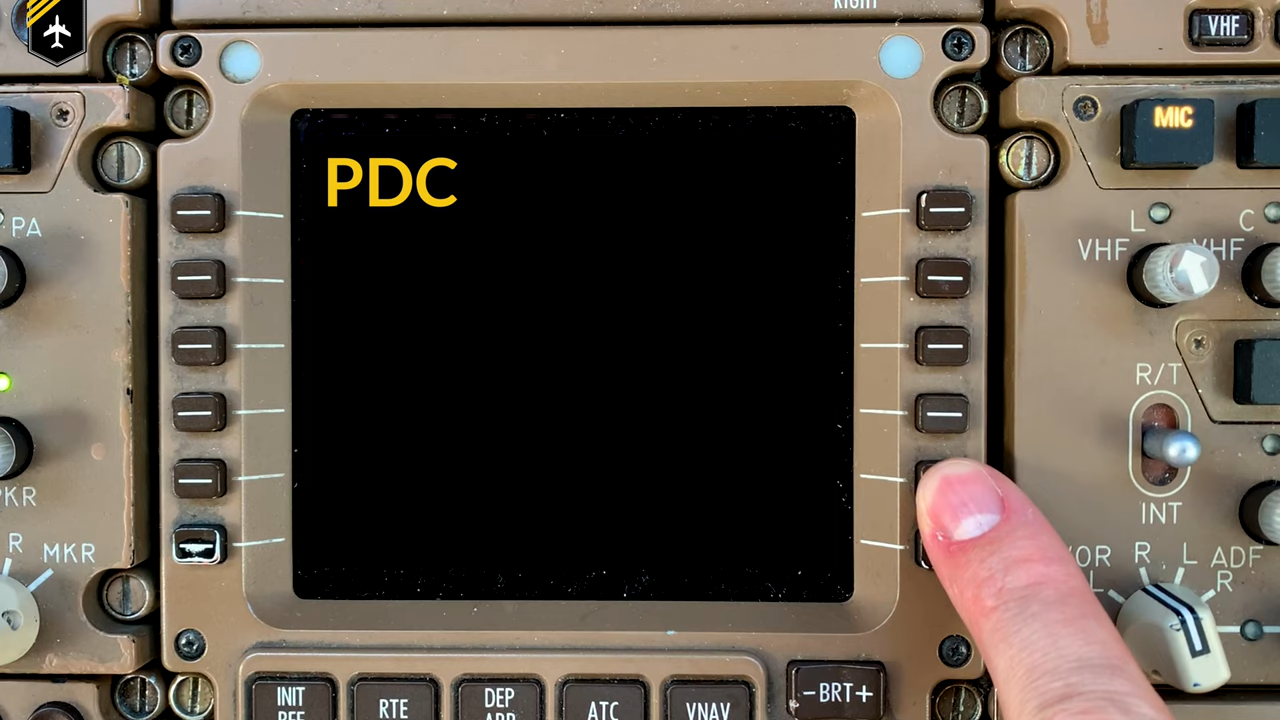 RIGHT
VHF
MIC
PDC
PA
L
C
VHF
VHF
R/T
INT
R
MKR
VOR
R
L
ADF
L
R
INIT
REF
RTE
DEP
ARR
ATC
VNAV
-BRT+